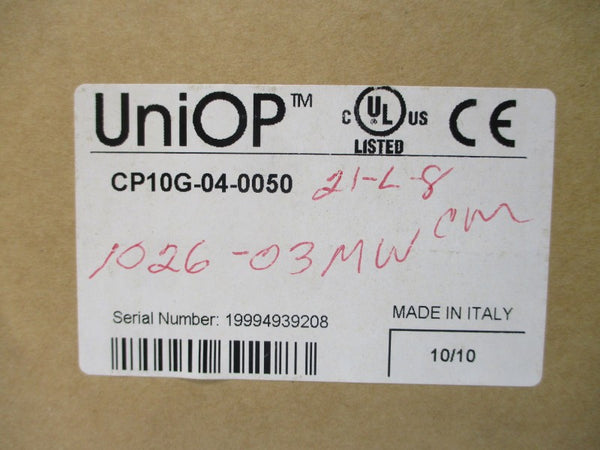 UniOP™ C UL US LISTED CE
CP10G-04-0050 21-L-8
1026-03MW CM
Serial Number: 19994939208 MADE IN ITALY
10/10